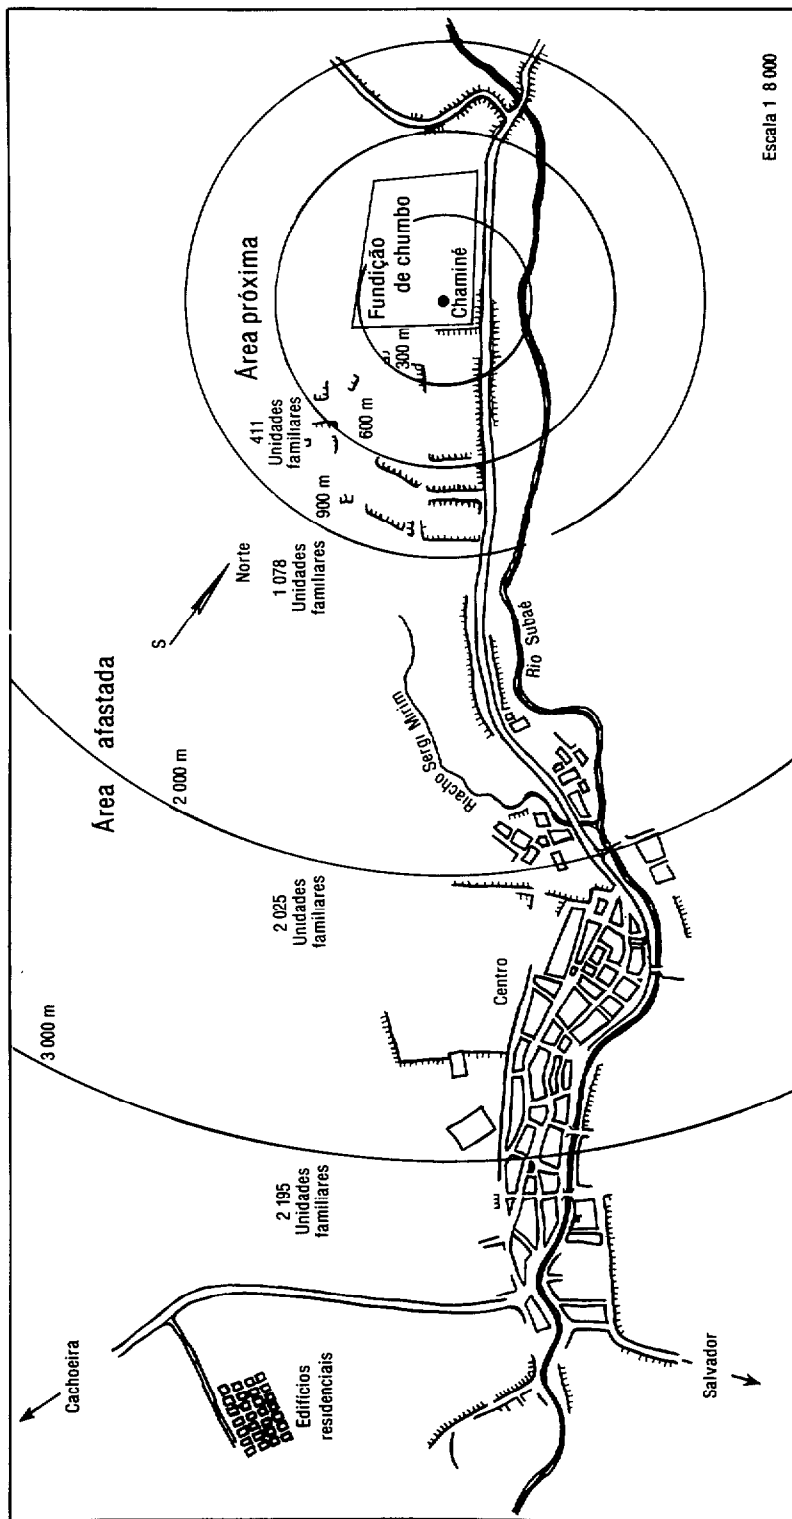 Cachoeira
Edifícios
residenciais
Salvador
2 195
Unidades
familiares
3 000 m
Centro
2 025
Unidades
familiares
Área afastada
2 000 m
Riacho Sergi Mirim
Rio Subaé
S
Norte
1 078
Unidades
familiares
900 m
411
Unidades
familiares
Área próxima
600 m
300 m
Fundição
de chumbo
Chaminé
Escala 1 8 000